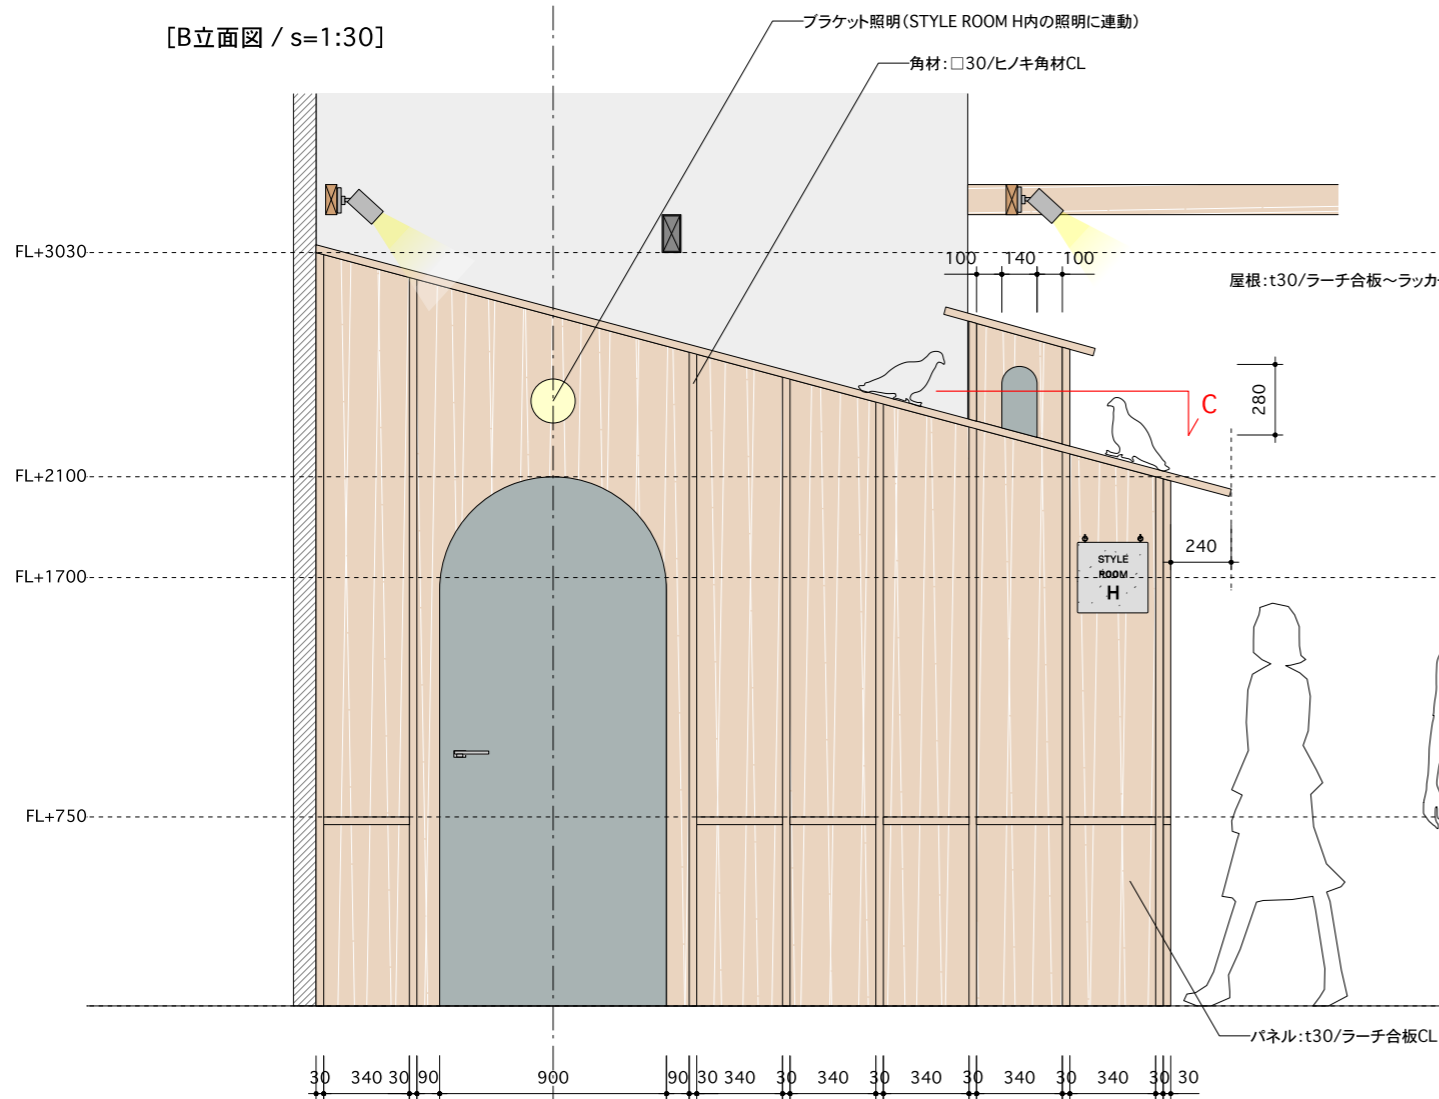 [B立面図 / s=1:30]
ブラケット照明(STYLE ROOM H内の照明に連動)
角材:□30/ヒノキ角材CL
FL+3030
100 140 100
屋根:t30/ラーチ合板〜ラッカ
280
C
FL+2100
240
FL+1700
STYLE
ROOM
H
FL+750
パネル:t30/ラーチ合板CL
30 340 30 90 900 90 30 340 30 340 30 340 30 340 30 340 30 30